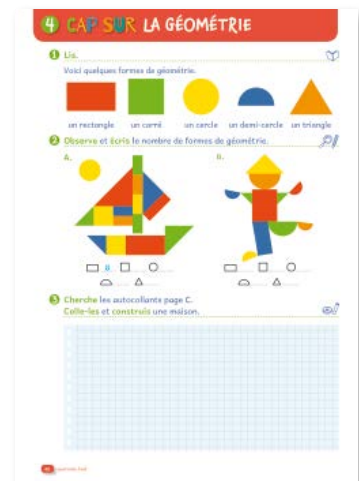 4 CAP SUR LA GÉOMÉTRIE
1 Lis.
Voici quelques formes de géométrie.
un rectangle un carré un cercle un demi-cercle un triangle
2 Observe et écris le nombre de formes de géométrie.
A. B.
3 Cherche les autocollants page C.
Colle-les et construis une maison.